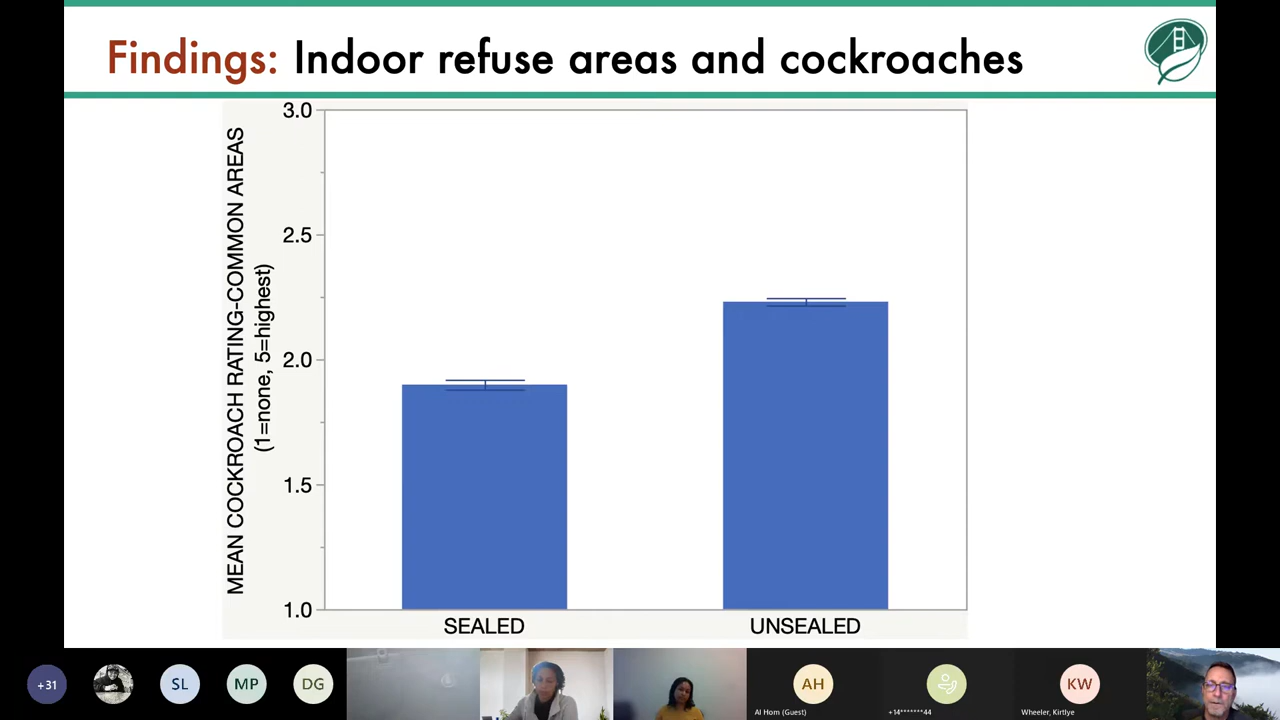 Findings: Indoor refuse areas and cockroaches
MEAN COCKROACH RATING-COMMON AREAS
(1=none, 5=highest)
3.0
2.5
2.0
1.5
1.0
SEALED
UNSEALED
+31
SL
MP
DG
AH
Al Hom (Guest)
+14*******44
KW
Wheeler, Kirtlye